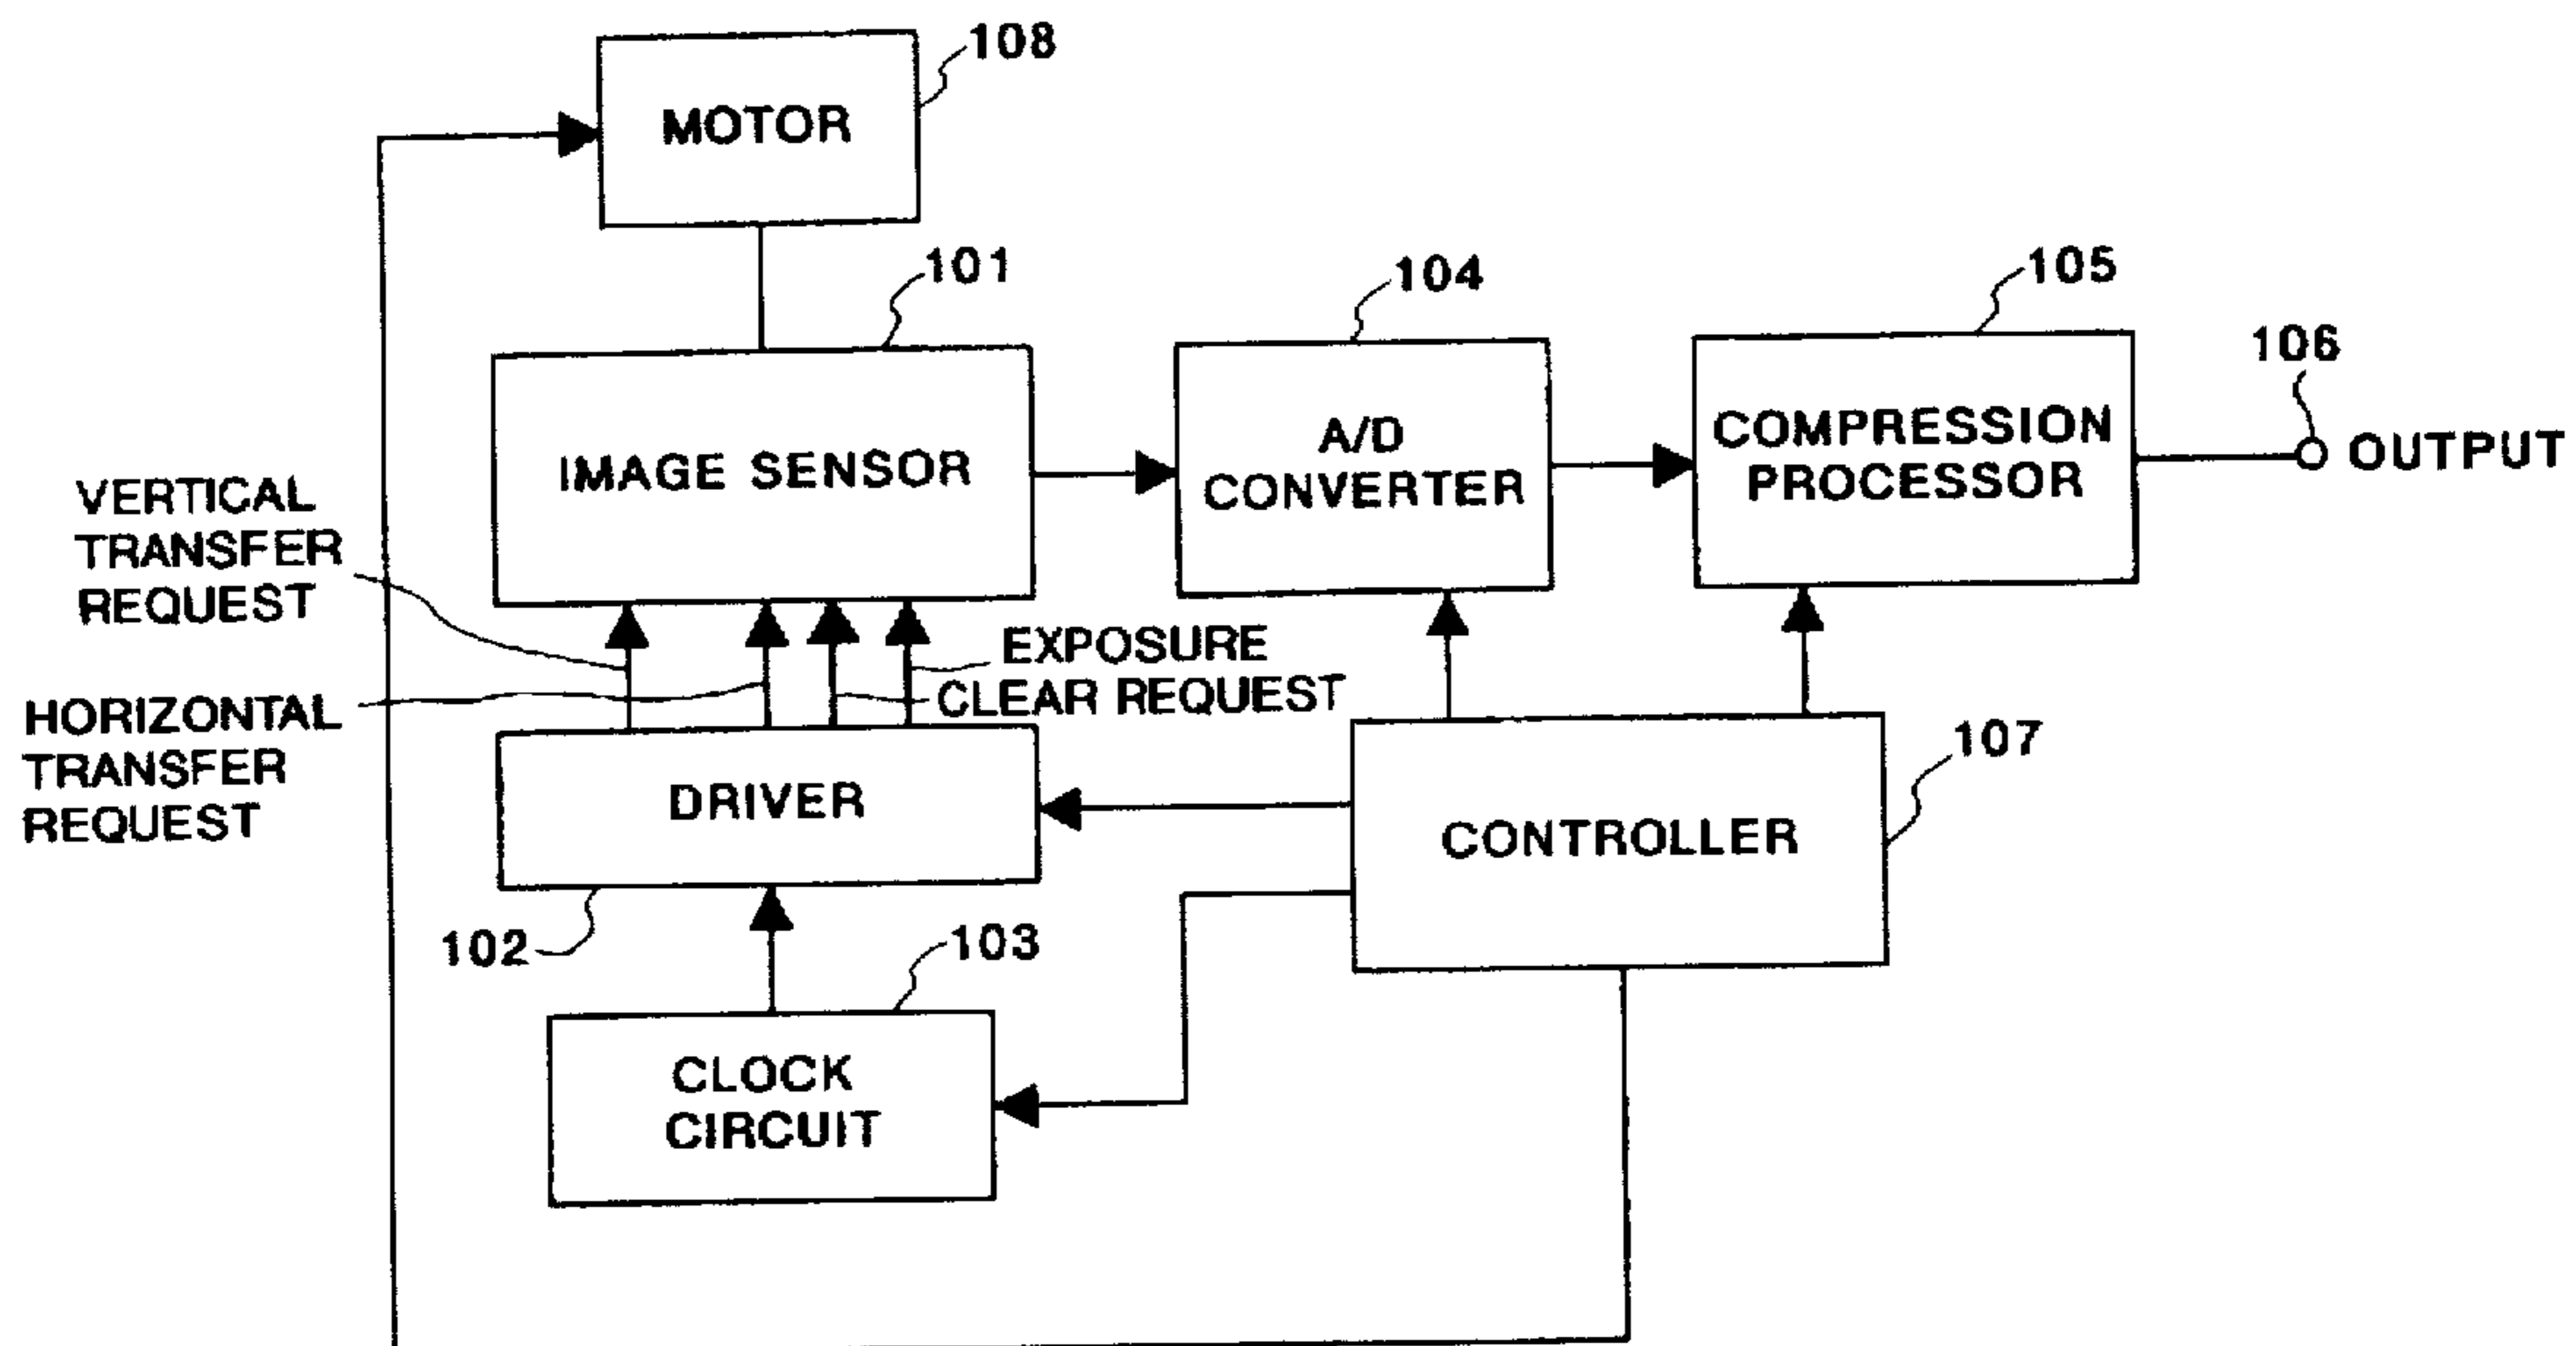 108
MOTOR
101
104
105
106
IMAGE SENSOR
A/D
CONVERTER
COMPRESSION
PROCESSOR
OUTPUT
VERTICAL
TRANSFER
REQUEST
EXPOSURE
CLEAR REQUEST
HORIZONTAL
TRANSFER
REQUEST
DRIVER
CONTROLLER
107
102
103
CLOCK
CIRCUIT